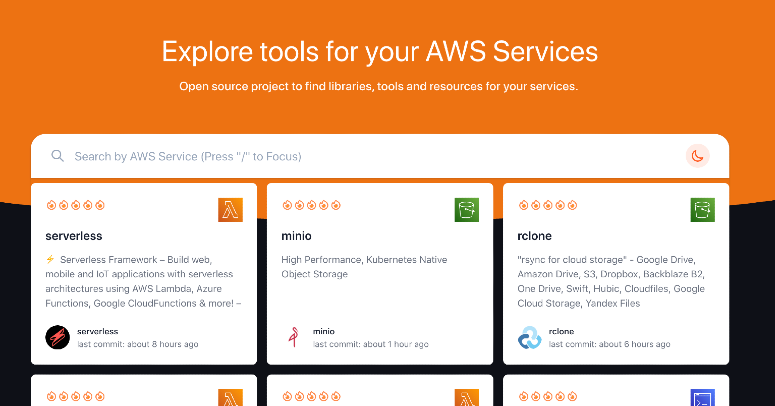 Explore tools for your AWS Services
Open source project to find libraries, tools and resources for your services.
Search by AWS Service (Press "/" to Focus)
serverless
⚡ Serverless Framework – Build web,
mobile and IoT applications with serverless
architectures using AWS Lambda, Azure
Functions, Google CloudFunctions & more! –
serverless
last commit: about 8 hours ago
minio
High Performance, Kubernetes Native
Object Storage
minio
last commit: about 1 hour ago
rclone
"rsync for cloud storage" - Google Drive,
Amazon Drive, S3, Dropbox, Backblaze B2,
One Drive, Swift, Hubic, Cloudfiles, Google
Cloud Storage, Yandex Files
rclone
last commit: about 6 hours ago